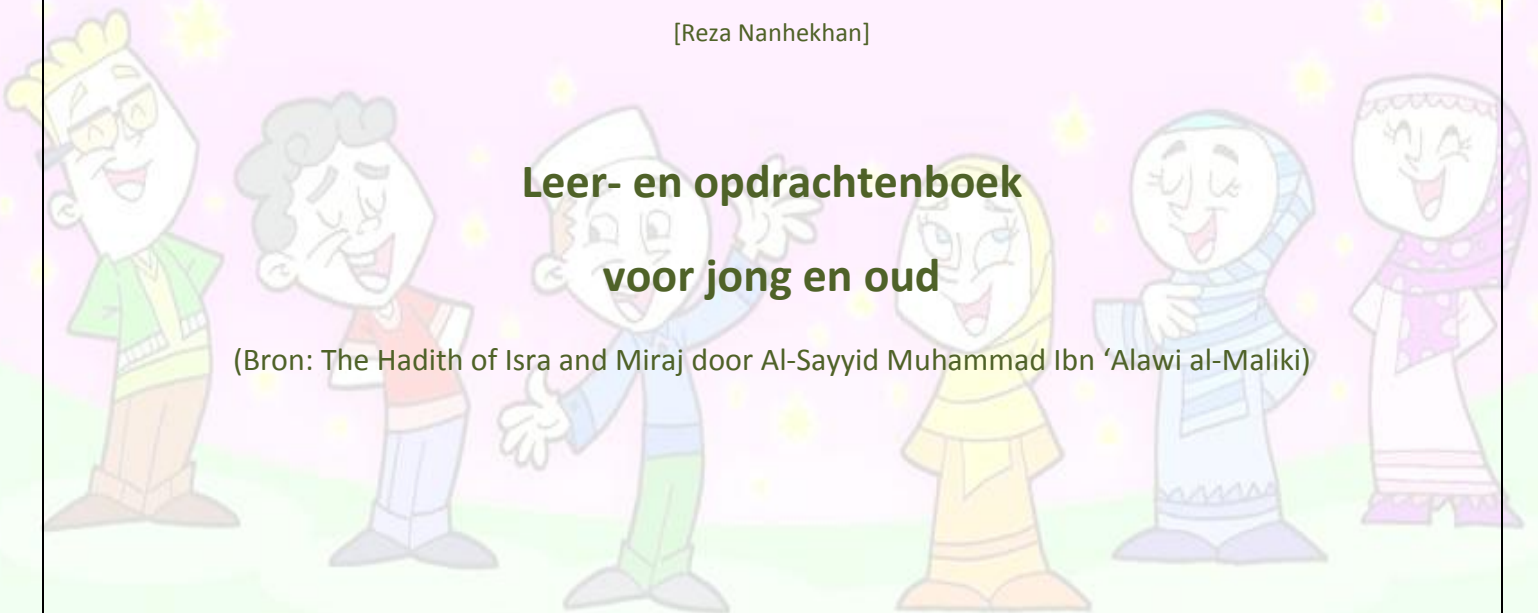 [Reza Nanhekhan]
Leer- en opdrachtenboek
voor jong en oud
(Bron: The Hadith of Isra and Miraj door Al-Sayyid Muhammad Ibn ‘Alawi al-Maliki)